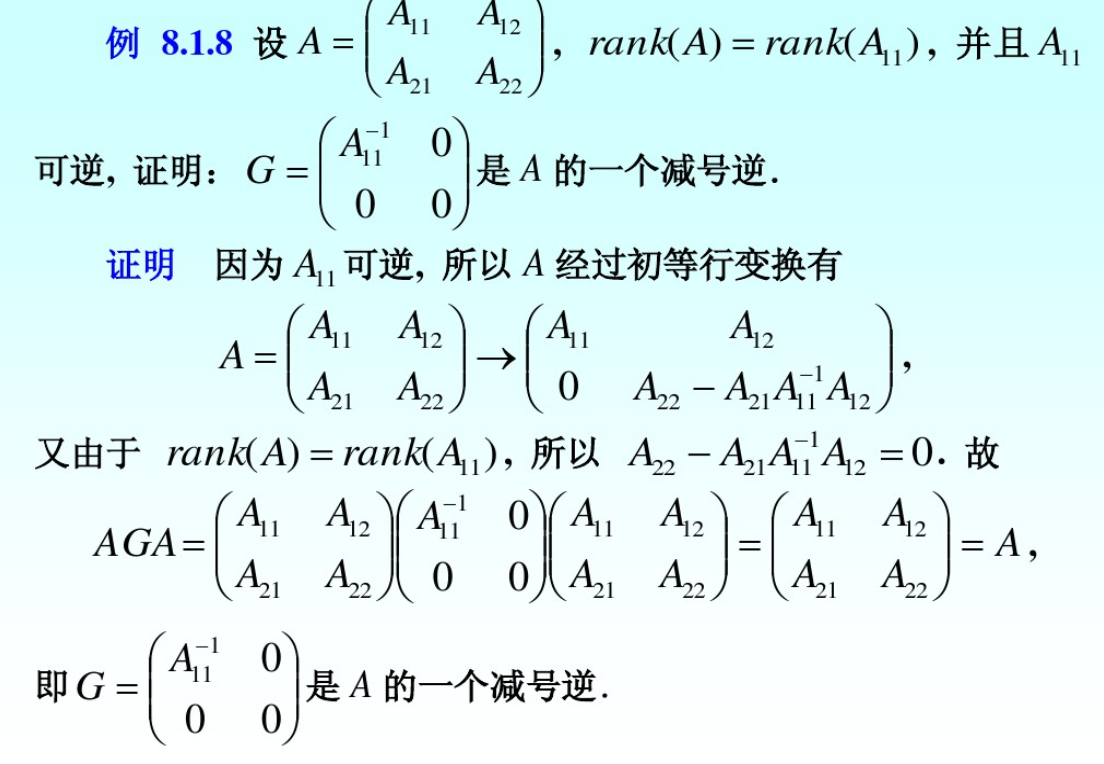 例 8.1.8 设 $A = \begin{pmatrix} A_{11} & A_{12} \\ A_{21} & A_{22} \end{pmatrix}$, $rank(A) = rank(A_{11})$, 并且 $A_{11}$
可逆, 证明: $G = \begin{pmatrix} A_{11}^{-1} & 0 \\ 0 & 0 \end{pmatrix}$ 是 $A$ 的一个减号逆.
证明 因为 $A_{11}$ 可逆, 所以 $A$ 经过初等行变换有
$A = \begin{pmatrix} A_{11} & A_{12} \\ A_{21} & A_{22} \end{pmatrix} \to \begin{pmatrix} A_{11} & A_{12} \\ 0 & A_{22} - A_{21}A_{11}^{-1}A_{12} \end{pmatrix}$,
又由于 $rank(A) = rank(A_{11})$, 所以 $A_{22} - A_{21}A_{11}^{-1}A_{12} = 0$. 故
$AGA = \begin{pmatrix} A_{11} & A_{12} \\ A_{21} & A_{22} \end{pmatrix} \begin{pmatrix} A_{11}^{-1} & 0 \\ 0 & 0 \end{pmatrix} \begin{pmatrix} A_{11} & A_{12} \\ A_{21} & A_{22} \end{pmatrix} = \begin{pmatrix} A_{11} & A_{12} \\ A_{21} & A_{22} \end{pmatrix} = A$,
即 $G = \begin{pmatrix} A_{11}^{-1} & 0 \\ 0 & 0 \end{pmatrix}$ 是 $A$ 的一个减号逆.